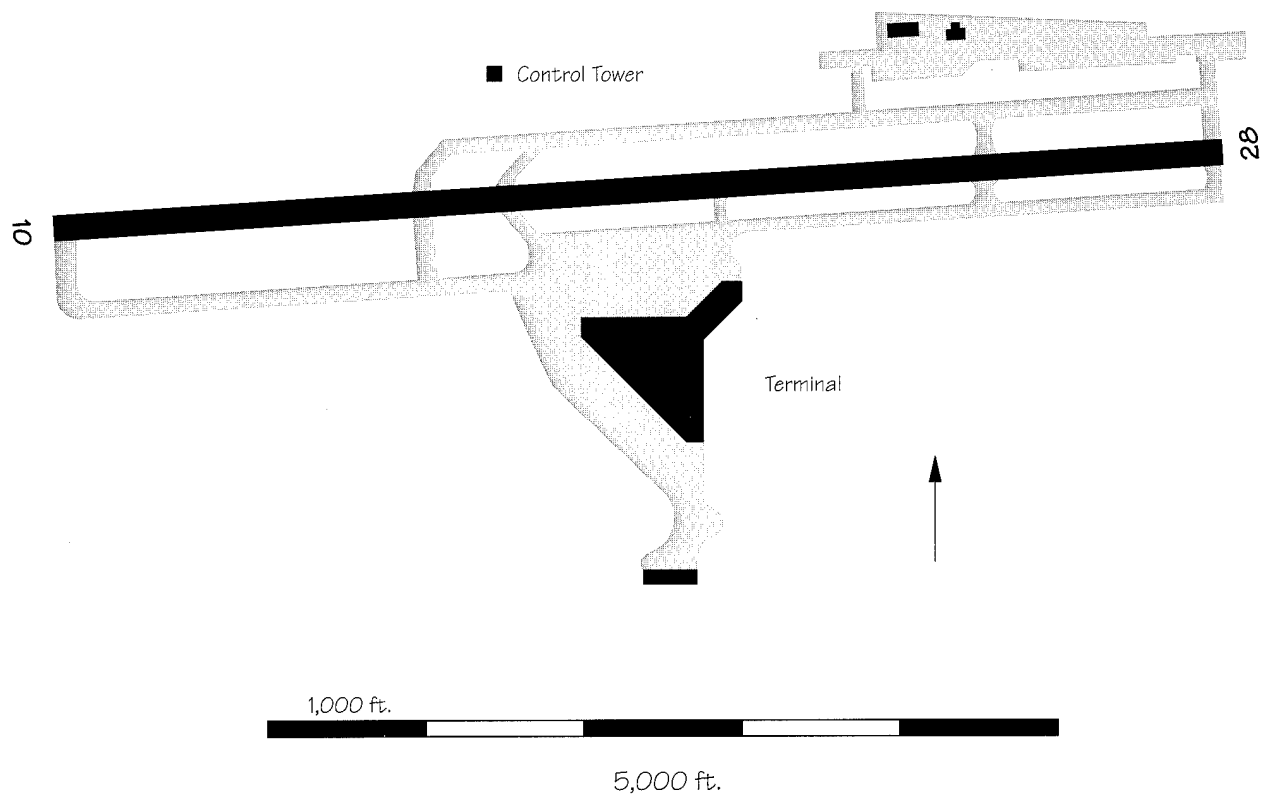 Control Tower
28
10
Terminal
1,000 ft.
5,000 ft.